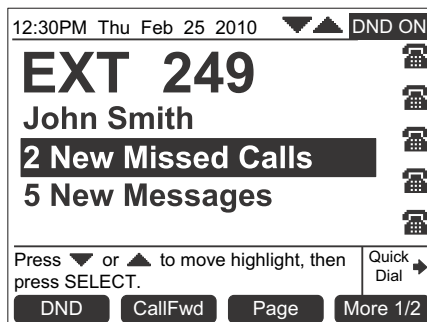 12:30PM Thu Feb 25 2010 DND ON
EXT 249
John Smith
2 New Missed Calls
5 New Messages
Press ▼ or ▲ to move highlight, then
press SELECT.
Quick
Dial
DND CallFwd Page More 1/2